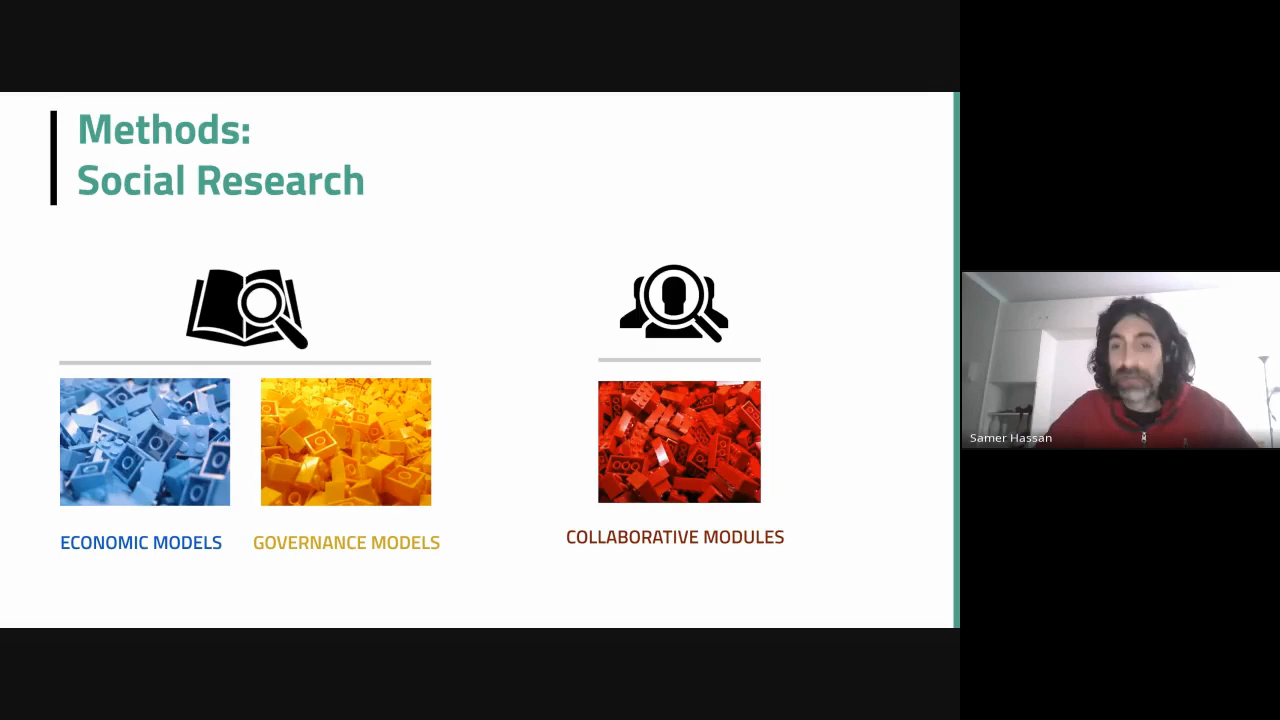 Methods:
Social Research
ECONOMIC MODELS
GOVERNANCE MODELS
COLLABORATIVE MODULES
Samer Hassan